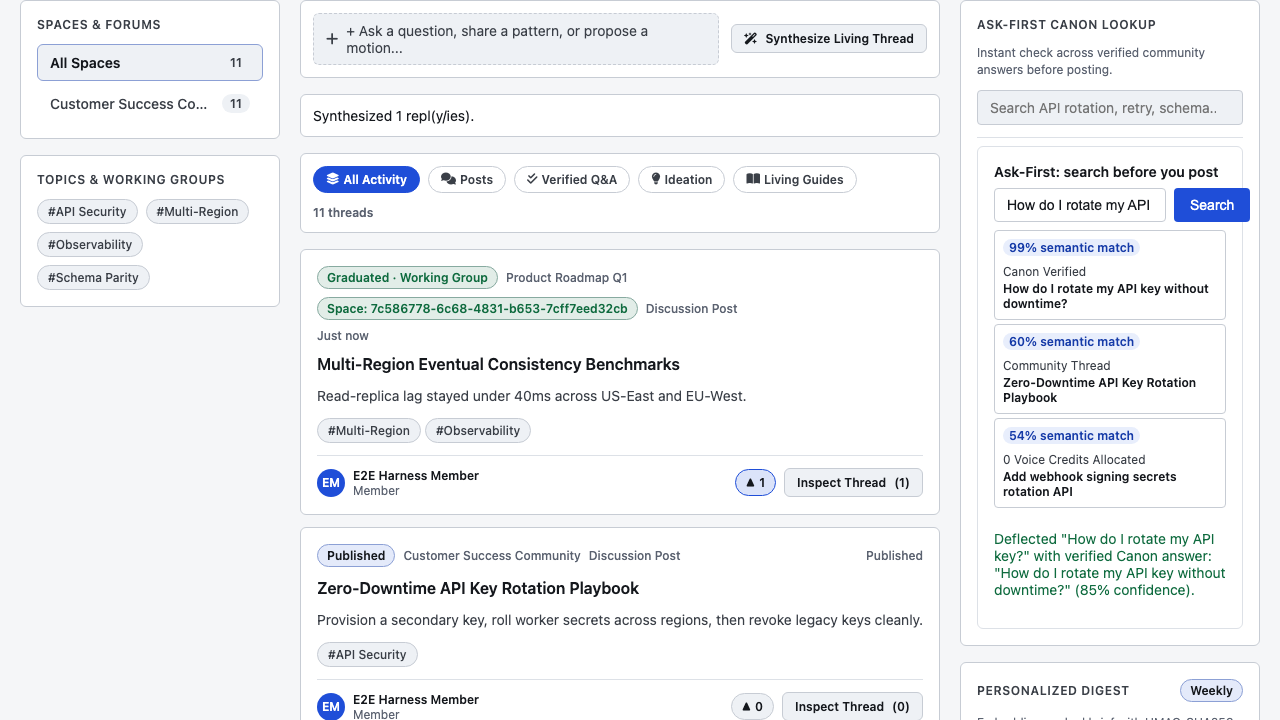 SPACES & FORUMS
All Spaces 11
Customer Success Co... 11
TOPICS & WORKING GROUPS
#API Security #Multi-Region
#Observability
#Schema Parity
+ Ask a question, share a pattern, or propose a
motion...
Synthesize Living Thread
Synthesized 1 repl(y/ies).
All Activity Posts Verified Q&A Ideation Living Guides
11 threads
Graduated · Working Group Product Roadmap Q1
Space: 7c586778-6c68-4831-b653-7cff7eed32cb Discussion Post
Just now
Multi-Region Eventual Consistency Benchmarks
Read-replica lag stayed under 40ms across US-East and EU-West.
#Multi-Region #Observability
EM E2E Harness Member
Member
▲ 1 Inspect Thread (1)
Published Customer Success Community Discussion Post Published
Zero-Downtime API Key Rotation Playbook
Provision a secondary key, roll worker secrets across regions, then revoke legacy keys cleanly.
#API Security
EM E2E Harness Member
Member
▲ 0 Inspect Thread (0)
ASK-FIRST CANON LOOKUP
Instant check across verified community
answers before posting.
Search API rotation, retry, schema..
Ask-First: search before you post
How do I rotate my API Search
99% semantic match
Canon Verified
How do I rotate my API key without
downtime?
60% semantic match
Community Thread
Zero-Downtime API Key Rotation
Playbook
54% semantic match
0 Voice Credits Allocated
Add webhook signing secrets
rotation API
Deflected "How do I rotate my API
key?" with verified Canon answer:
"How do I rotate my API key without
downtime?" (85% confidence).
PERSONALIZED DIGEST Weekly